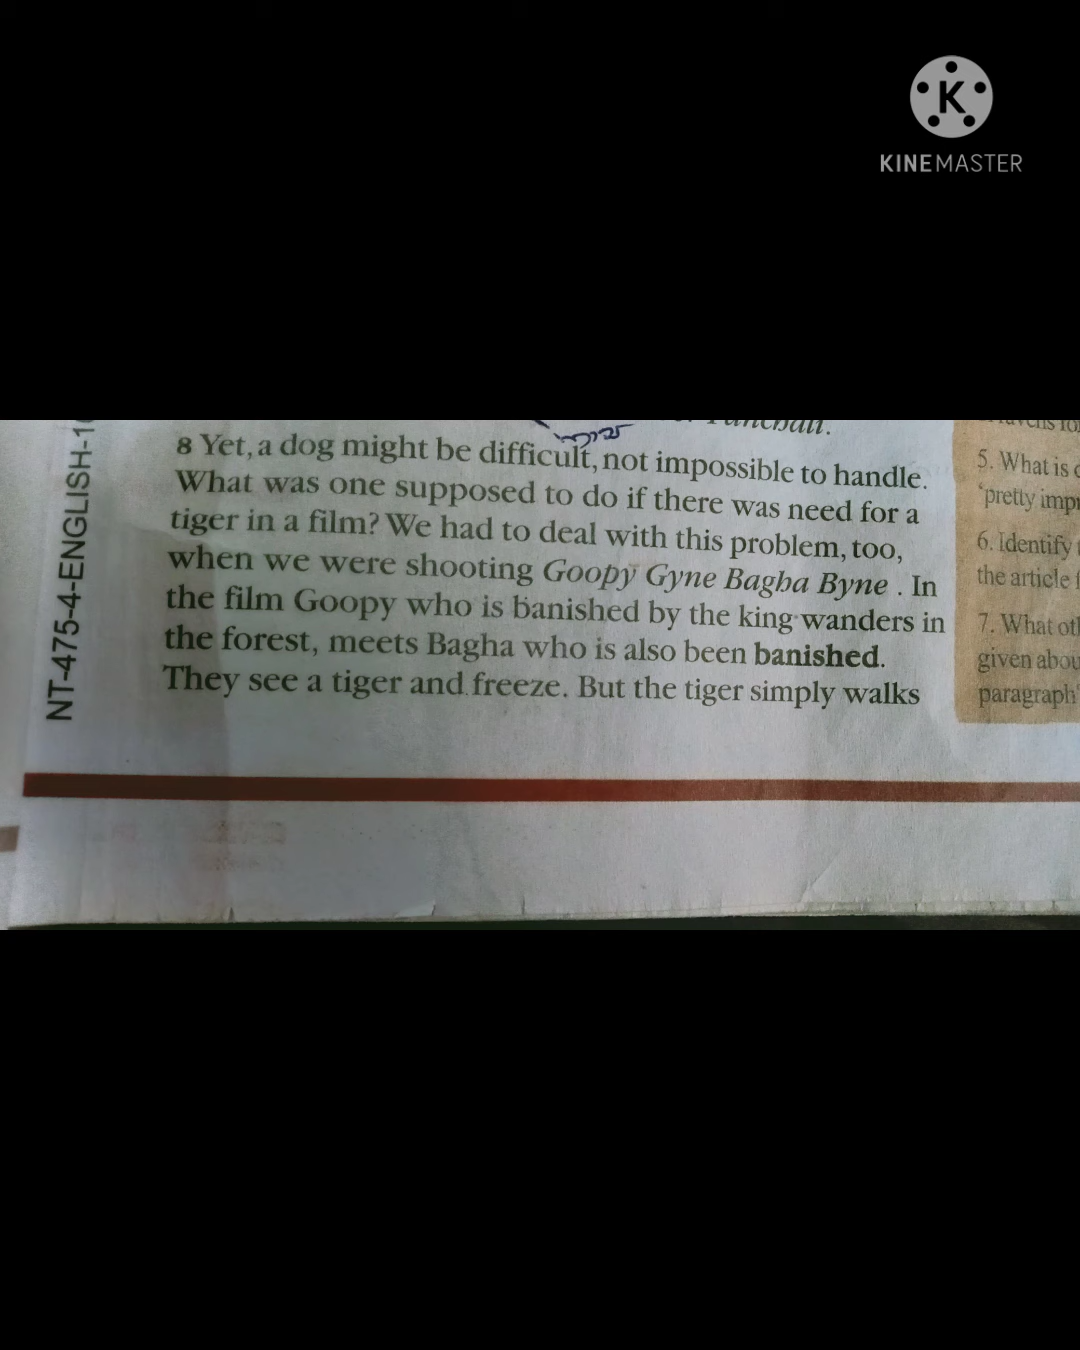 KINEMASTER
NT-475-4-ENGLISH-1
8 Yet, a dog might be difficult, not impossible to handle.
What was one supposed to do if there was need for a
tiger in a film? We had to deal with this problem, too,
when we were shooting Goopy Gyne Bagha Byne . In
the film Goopy who is banished by the king wanders in
the forest, meets Bagha who is also been banished.
They see a tiger and freeze. But the tiger simply walks
5. What is
'pretty
6. Identify
the article
7. What
given
paragraph